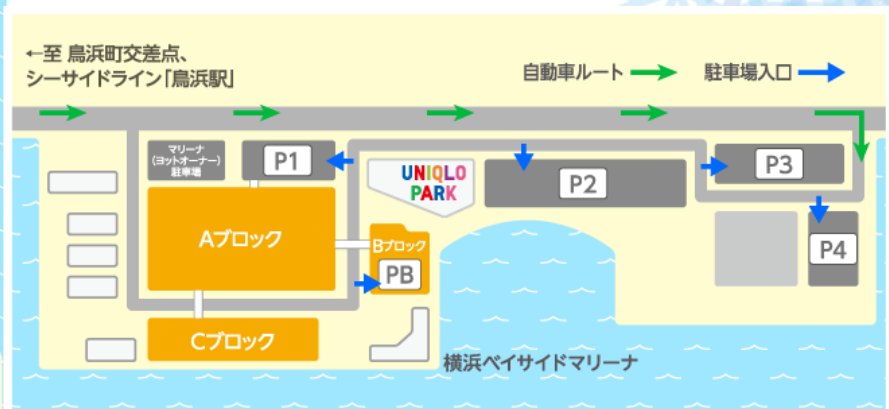 ←至 鳥浜町交差点、
シーサイドライン「鳥浜駅」
自動車ルート
駐車場入口
マリーナ
(ヨットオーナー)
駐車場
P1
UNIQLO
PARK
P2
P3
Aブロック
Bブロック
PB
P4
Cブロック
横浜ベイサイドマリーナ